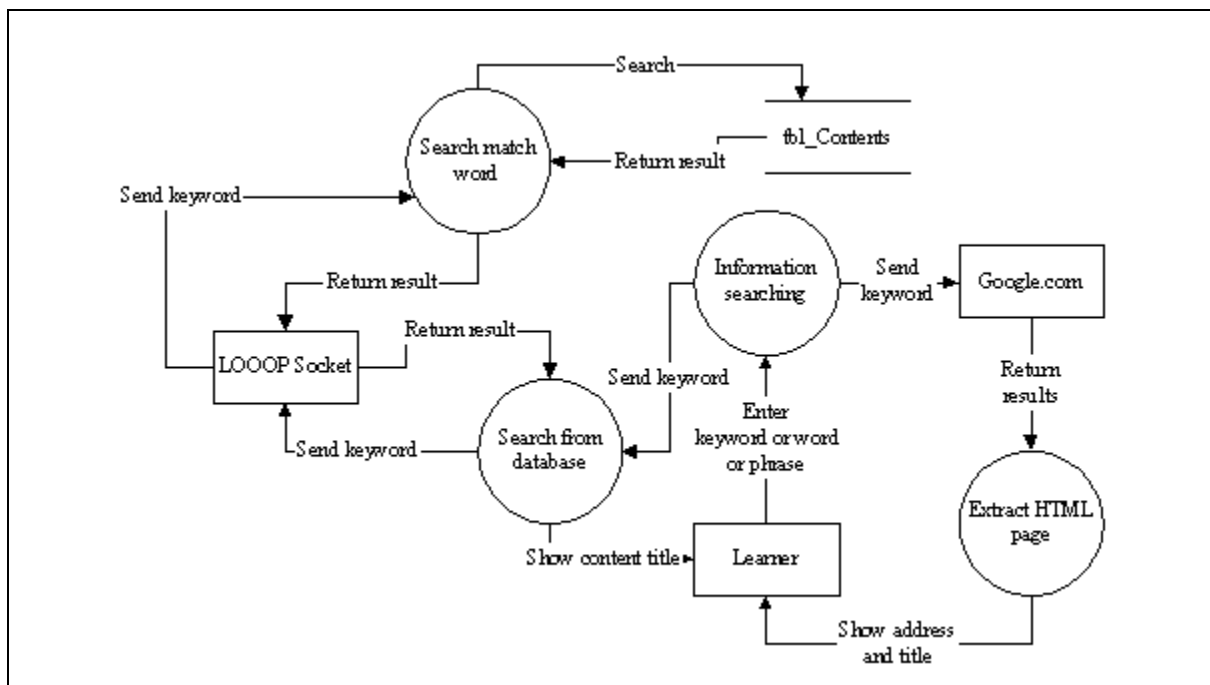 Search
Search match
word
tbl_Contents
Return result
Send keyword
Return result
Information
searching
Send
keyword
Google.com
LOOOP Socket
Return result
Send keyword
Return
results
Enter
keyword or word
or phrase
Send keyword
Search from
database
Extract HTML
page
Show content title
Learner
Show address
and title